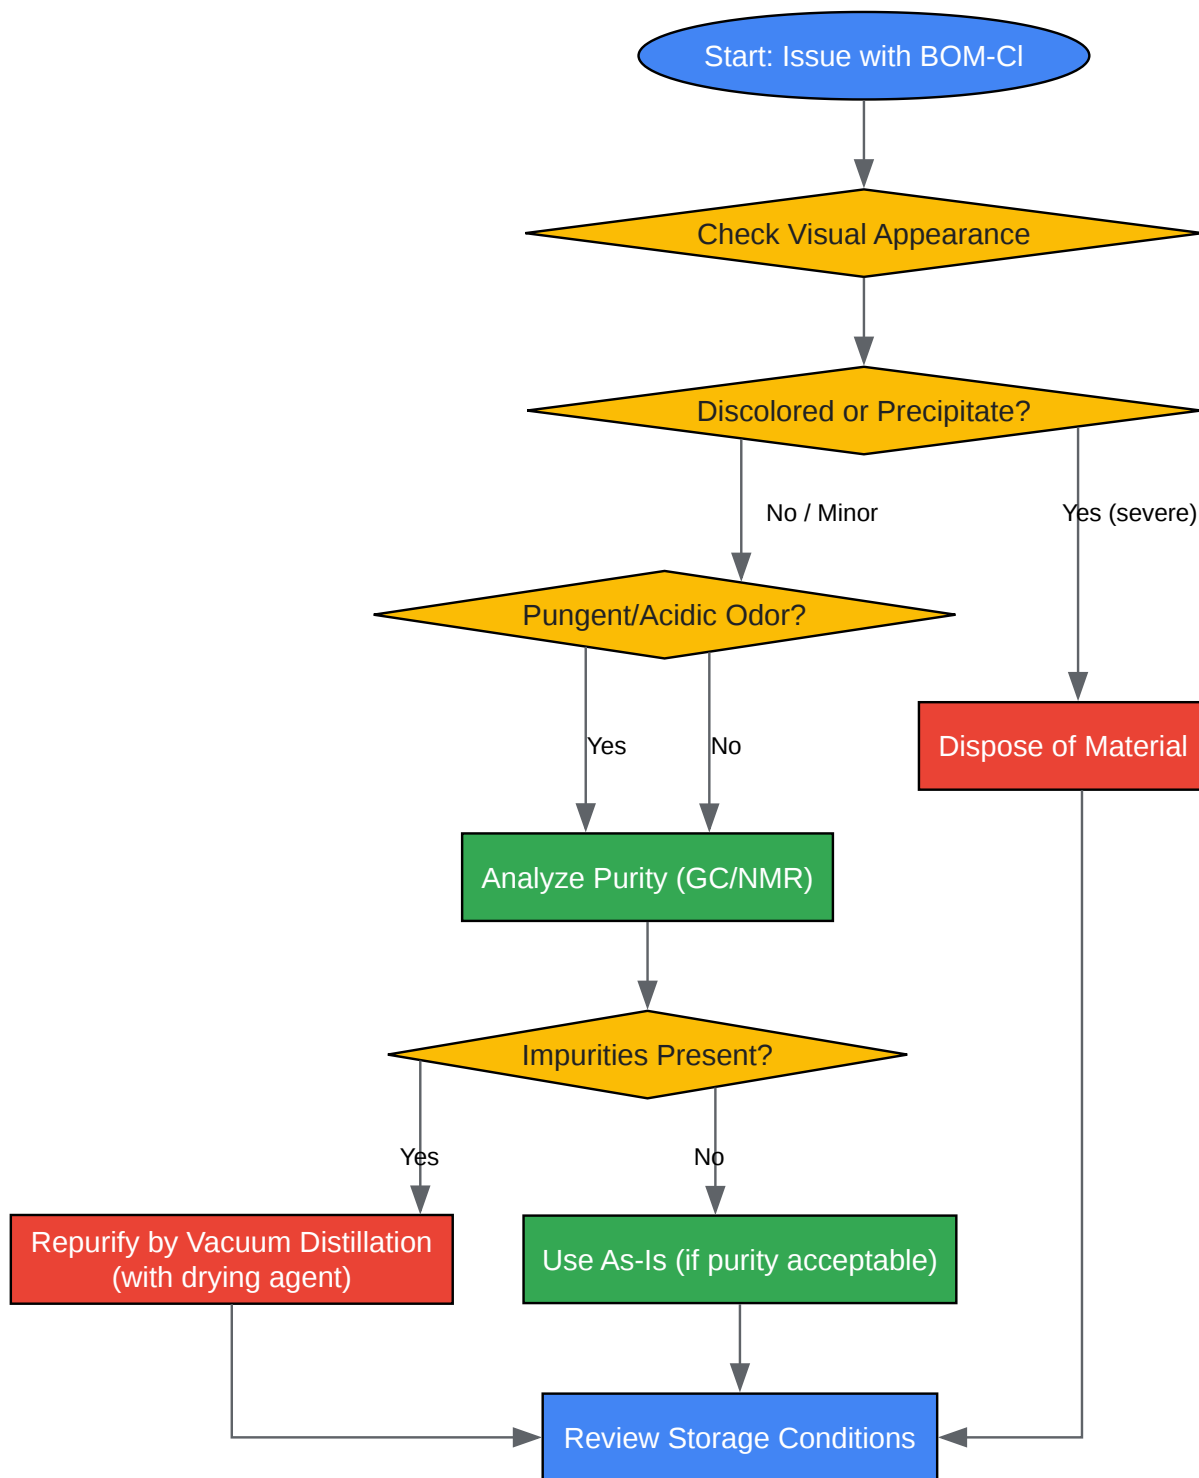 Start: Issue with BOM-Cl
Check Visual Appearance
Discolored or Precipitate?
No / Minor
Yes (severe)
Pungent/Acidic Odor?
Yes
No
Dispose of Material
Analyze Purity (GC/NMR)
Impurities Present?
Yes
No
Repurify by Vacuum Distillation
(with drying agent)
Use As-Is (if purity acceptable)
Review Storage Conditions